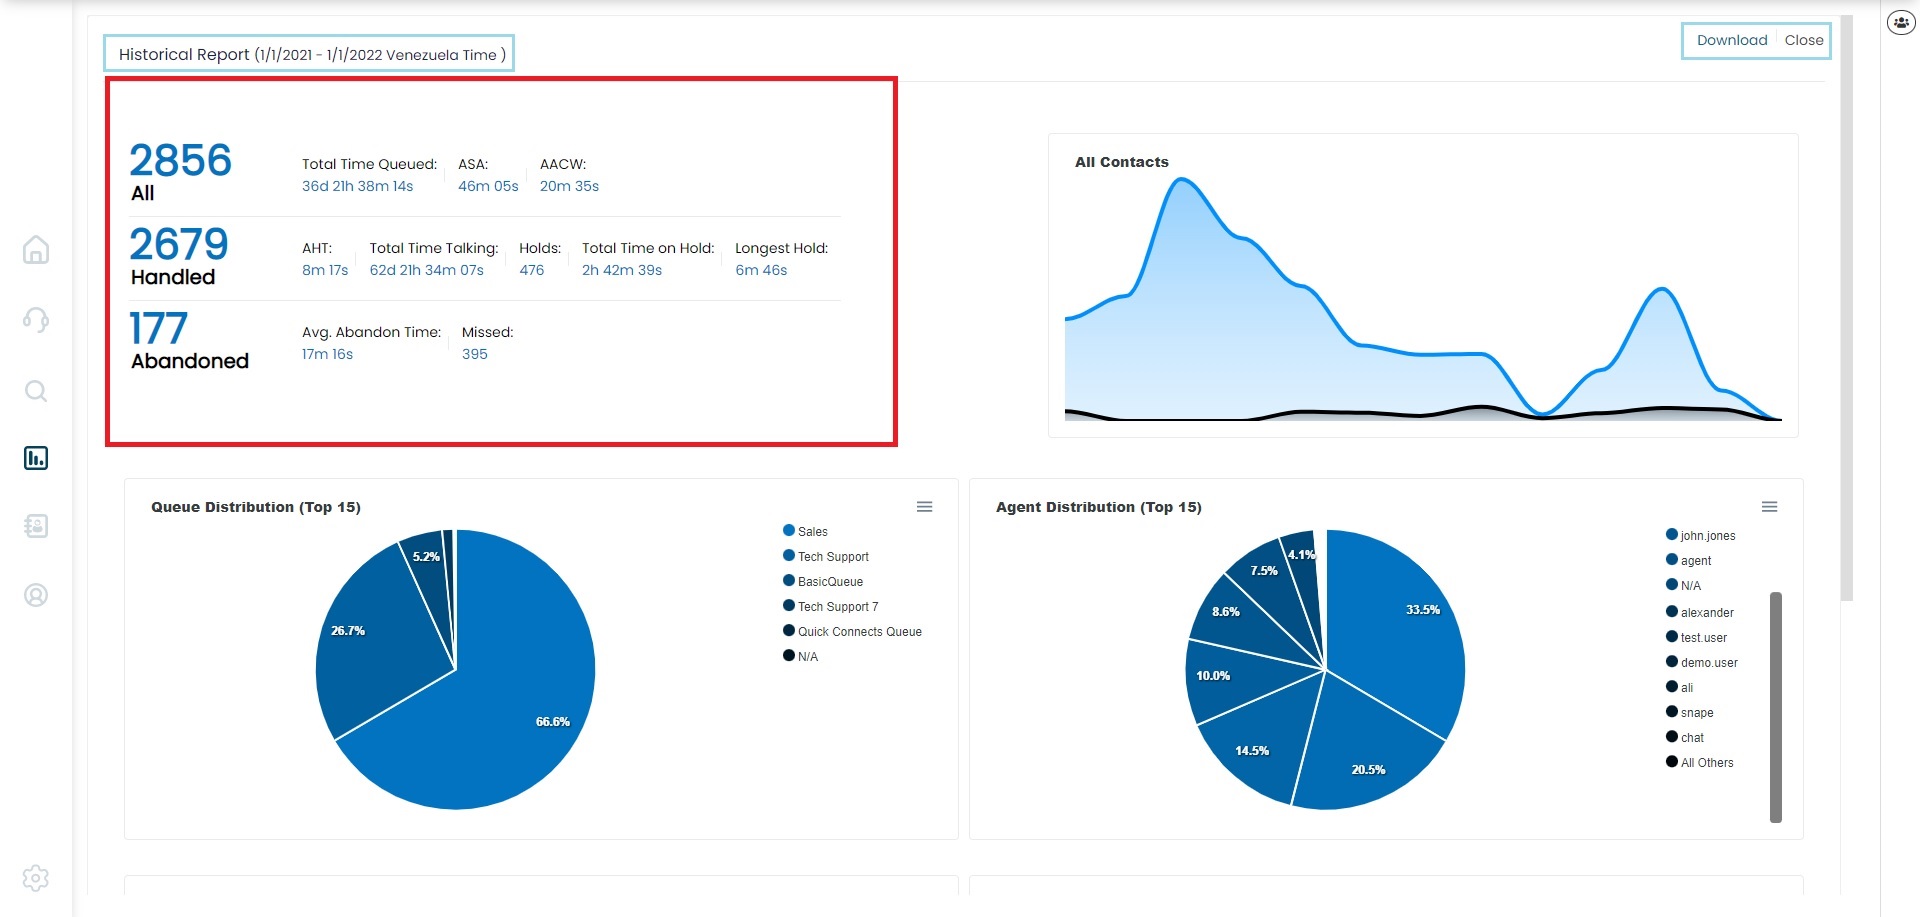 Historical Report (1/1/2021 - 1/1/2022 Venezuela Time )
Download
Close
2856
All
Total Time Queued:
36d 21h 38m 14s
ASA:
46m 05s
AACW:
20m 35s
2679
Handled
AHT:
8m 17s
Total Time Talking:
62d 21h 34m 07s
Holds:
476
Total Time on Hold:
2h 42m 39s
Longest Hold:
6m 46s
177
Abandoned
Avg. Abandon Time:
17m 16s
Missed:
395
All Contacts
Queue Distribution (Top 15)
5.2%
26.7%
66.6%
Sales
Tech Support
BasicQueue
Tech Support 7
Quick Connects Queue
N/A
Agent Distribution (Top 15)
4.1%
7.5%
8.6%
10.0%
14.5%
20.5%
33.5%
john.jones
agent
N/A
alexander
test.user
demo.user
ali
snape
chat
All Others